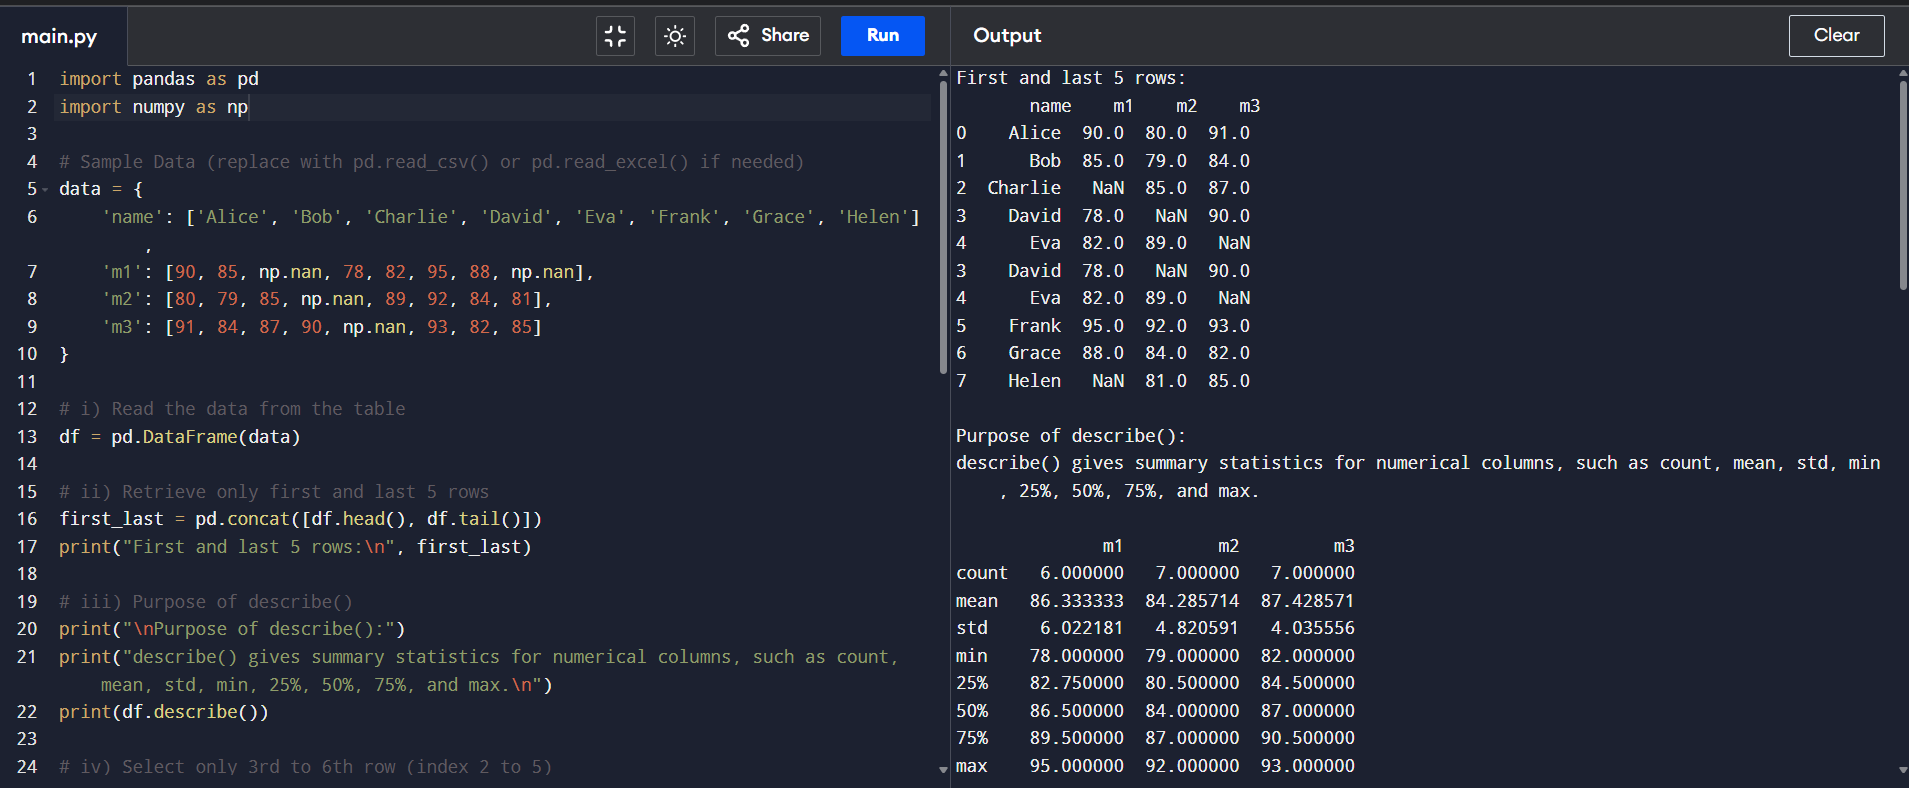 main.py
Share
Run
Output
Clear
1 import pandas as pd
2 import numpy as np
3
4 # Sample Data (replace with pd.read_csv() or pd.read_excel() if needed)
5 data = {
6     'name': ['Alice', 'Bob', 'Charlie', 'David', 'Eva', 'Frank', 'Grace', 'Helen']
,
7     'm1': [90, 85, np.nan, 78, 82, 95, 88, np.nan],
8     'm2': [80, 79, 85, np.nan, 89, 92, 84, 81],
9     'm3': [91, 84, 87, 90, np.nan, 93, 82, 85]
10 }
11
12 # i) Read the data from the table
13 df = pd.DataFrame(data)
14
15 # ii) Retrieve only first and last 5 rows
16 first_last = pd.concat([df.head(), df.tail()])
17 print("First and last 5 rows:\n", first_last)
18
19 # iii) Purpose of describe()
20 print("\nPurpose of describe():")
21 print("describe() gives summary statistics for numerical columns, such as count,
mean, std, min, 25%, 50%, 75%, and max.\n")
22 print(df.describe())
23
24 # iv) Select only 3rd to 6th row (index 2 to 5)
First and last 5 rows:
name m1 m2 m3
0 Alice 90.0 80.0 91.0
1 Bob 85.0 79.0 84.0
2 Charlie NaN 85.0 87.0
3 David 78.0 NaN 90.0
4 Eva 82.0 89.0 NaN
3 David 78.0 NaN 90.0
4 Eva 82.0 89.0 NaN
5 Frank 95.0 92.0 93.0
6 Grace 88.0 84.0 82.0
7 Helen NaN 81.0 85.0
Purpose of describe():
describe() gives summary statistics for numerical columns, such as count, mean, std, min
, 25%, 50%, 75%, and max.
m1 m2 m3
count 6.000000 7.000000 7.000000
mean 86.333333 84.285714 87.428571
std 6.022181 4.820591 4.035556
min 78.000000 79.000000 82.000000
25% 82.750000 80.500000 84.500000
50% 86.500000 84.000000 87.000000
75% 89.500000 87.000000 90.500000
max 95.000000 92.000000 93.000000